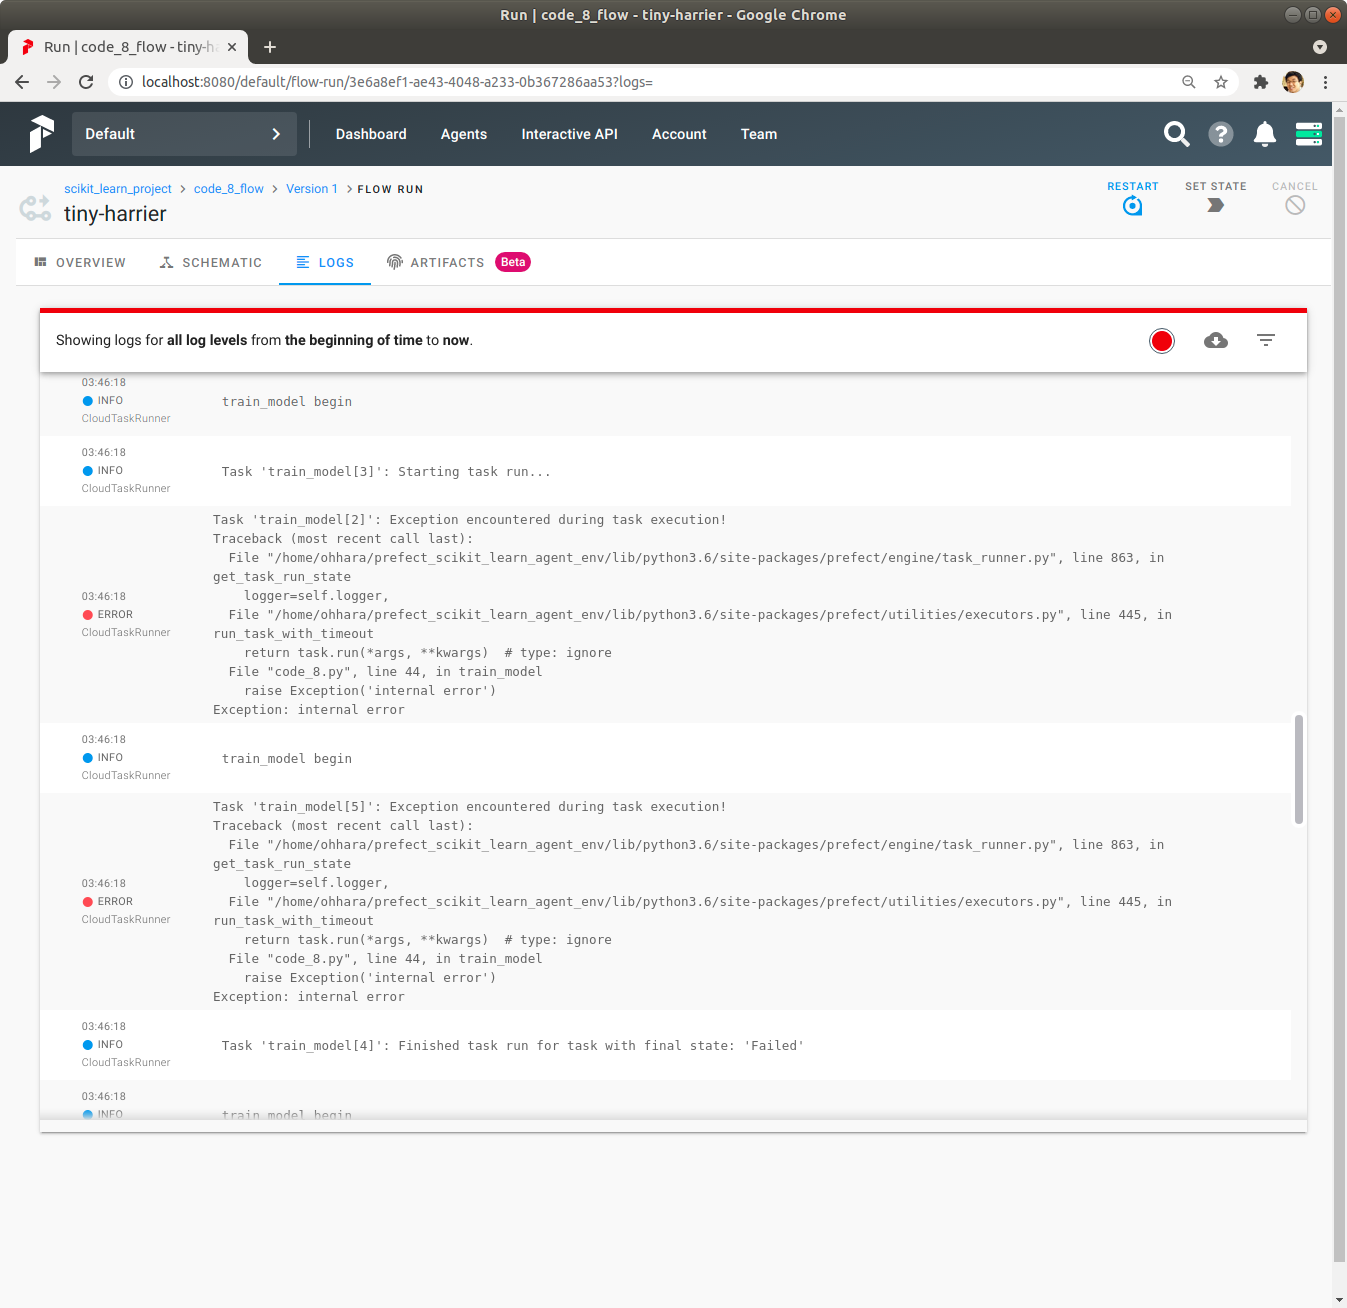 Run | code_8_flow - tiny-harrier - Google Chrome
Run | code_8_flow - tiny-ha
localhost:8080/default/flow-run/3e6a8ef1-ae43-4048-a233-0b367286aa53?logs=
Default
Dashboard Agents Interactive API Account Team
scikit_learn_project > code_8_flow > Version 1 > FLOW RUN
tiny-harrier
RESTART SET STATE CANCEL
OVERVIEW SCHEMATIC LOGS ARTIFACTS Beta
Showing logs for all log levels from the beginning of time to now.
03:46:18
INFO
CloudTaskRunner
train_model begin
03:46:18
INFO
CloudTaskRunner
Task 'train_model[3]': Starting task run...
03:46:18
ERROR
CloudTaskRunner
Task 'train_model[2]': Exception encountered during task execution!
Traceback (most recent call last):
  File "/home/ohhara/prefect_scikit_learn_agent_env/lib/python3.6/site-packages/prefect/engine/task_runner.py", line 863, in
get_task_run_state
    logger=self.logger,
  File "/home/ohhara/prefect_scikit_learn_agent_env/lib/python3.6/site-packages/prefect/utilities/executors.py", line 445, in
run_task_with_timeout
    return task.run(*args, **kwargs)  # type: ignore
  File "code_8.py", line 44, in train_model
    raise Exception('internal error')
Exception: internal error
03:46:18
INFO
CloudTaskRunner
train_model begin
03:46:18
ERROR
CloudTaskRunner
Task 'train_model[5]': Exception encountered during task execution!
Traceback (most recent call last):
  File "/home/ohhara/prefect_scikit_learn_agent_env/lib/python3.6/site-packages/prefect/engine/task_runner.py", line 863, in
get_task_run_state
    logger=self.logger,
  File "/home/ohhara/prefect_scikit_learn_agent_env/lib/python3.6/site-packages/prefect/utilities/executors.py", line 445, in
run_task_with_timeout
    return task.run(*args, **kwargs)  # type: ignore
  File "code_8.py", line 44, in train_model
    raise Exception('internal error')
Exception: internal error
03:46:18
INFO
CloudTaskRunner
Task 'train_model[4]': Finished task run for task with final state: 'Failed'
03:46:18
INFO
train_model begin